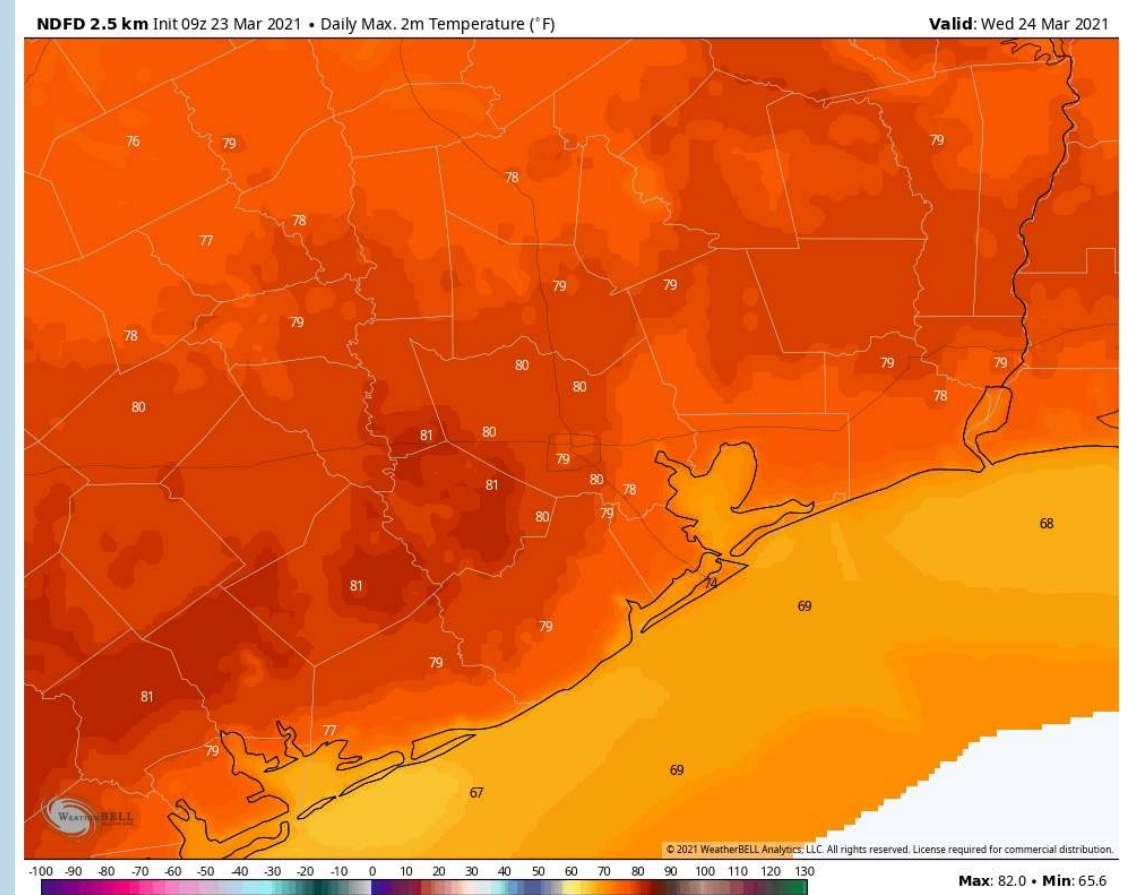 NDFD 2.5 km Init 09z 23 Mar 2021 • Daily Max. 2m Temperature (°F) Valid: Wed 24 Mar 2021
76 79 79
78
78
77
79 79
79
78
80 79 79
80 78
80
81 80
79
81 80 78
80 79
68
81 74
69
79
79
81
77
79
69
67
WEATHERBELL
© 2021 WeatherBELL Analytics, LLC. All rights reserved. License required for commercial distribution.
-100 -90 -80 -70 -60 -50 -40 -30 -20 -10 0 10 20 30 40 50 60 70 80 90 100 110 120 130
Max: 82.0 • Min: 65.6